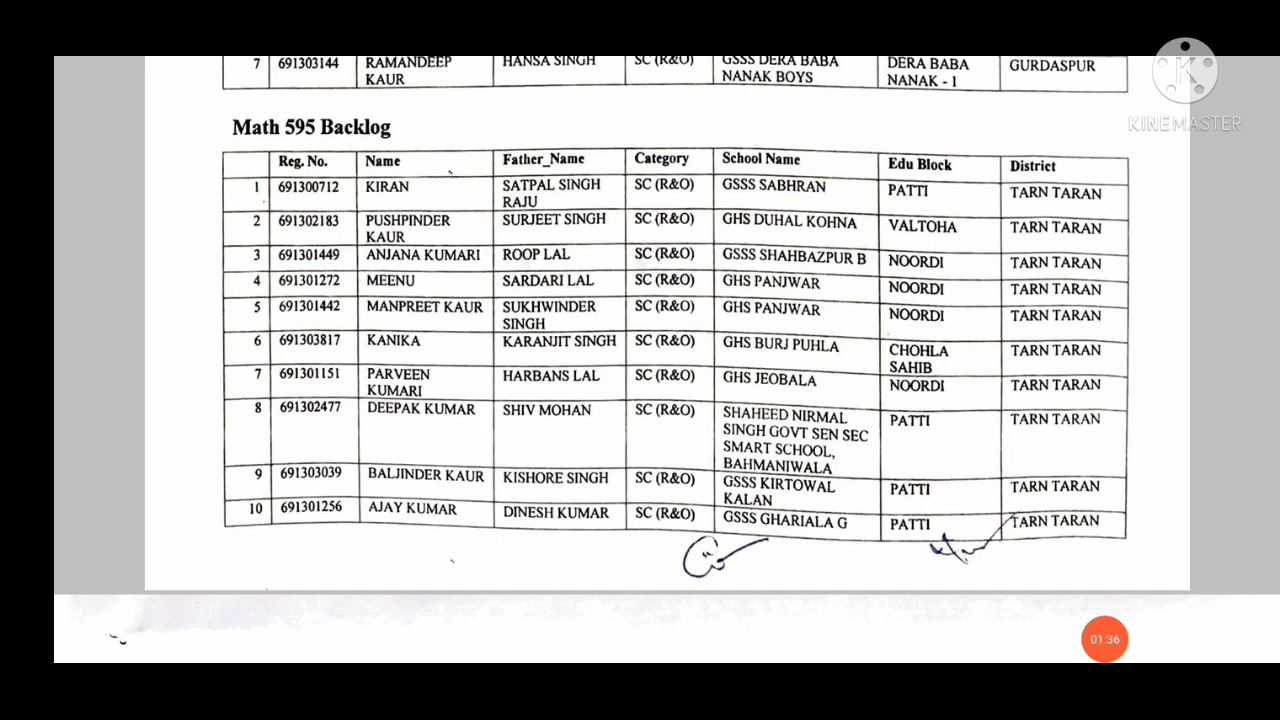 7 691303144 RAMANDEEP KAUR HANSA SINGH SC (R&O) GSSS DERA BABA NANAK BOYS DERA BABA NANAK - 1 GURDASPUR
KINEMASTER
Math 595 Backlog
Reg. No. Name Father_Name Category School Name Edu Block District
1 691300712 KIRAN SATPAL SINGH RAJU SC (R&O) GSSS SABHRAN PATTI TARN TARAN
2 691302183 PUSHPINDER KAUR SURJEET SINGH SC (R&O) GHS DUHAL KOHNA VALTOHA TARN TARAN
3 691301449 ANJANA KUMARI ROOP LAL SC (R&O) GSSS SHAHBAZPUR B NOORDI TARN TARAN
4 691301272 MEENU SARDARI LAL SC (R&O) GHS PANJWAR NOORDI TARN TARAN
5 691301442 MANPREET KAUR SUKHWINDER SINGH SC (R&O) GHS PANJWAR NOORDI TARN TARAN
6 691303817 KANIKA KARANJIT SINGH SC (R&O) GHS BURJ PUHLA CHOHLA SAHIB TARN TARAN
7 691301151 PARVEEN KUMARI HARBANS LAL SC (R&O) GHS JEOBALA NOORDI TARN TARAN
8 691302477 DEEPAK KUMAR SHIV MOHAN SC (R&O) SHAHEED NIRMAL SINGH GOVT SEN SEC SMART SCHOOL, BAHMANIWALA PATTI TARN TARAN
9 691303039 BALJINDER KAUR KISHORE SINGH SC (R&O) GSSS KIRTOWAL KALAN PATTI TARN TARAN
10 691301256 AJAY KUMAR DINESH KUMAR SC (R&O) GSSS GHARIALA G PATTI TARN TARAN
01:36